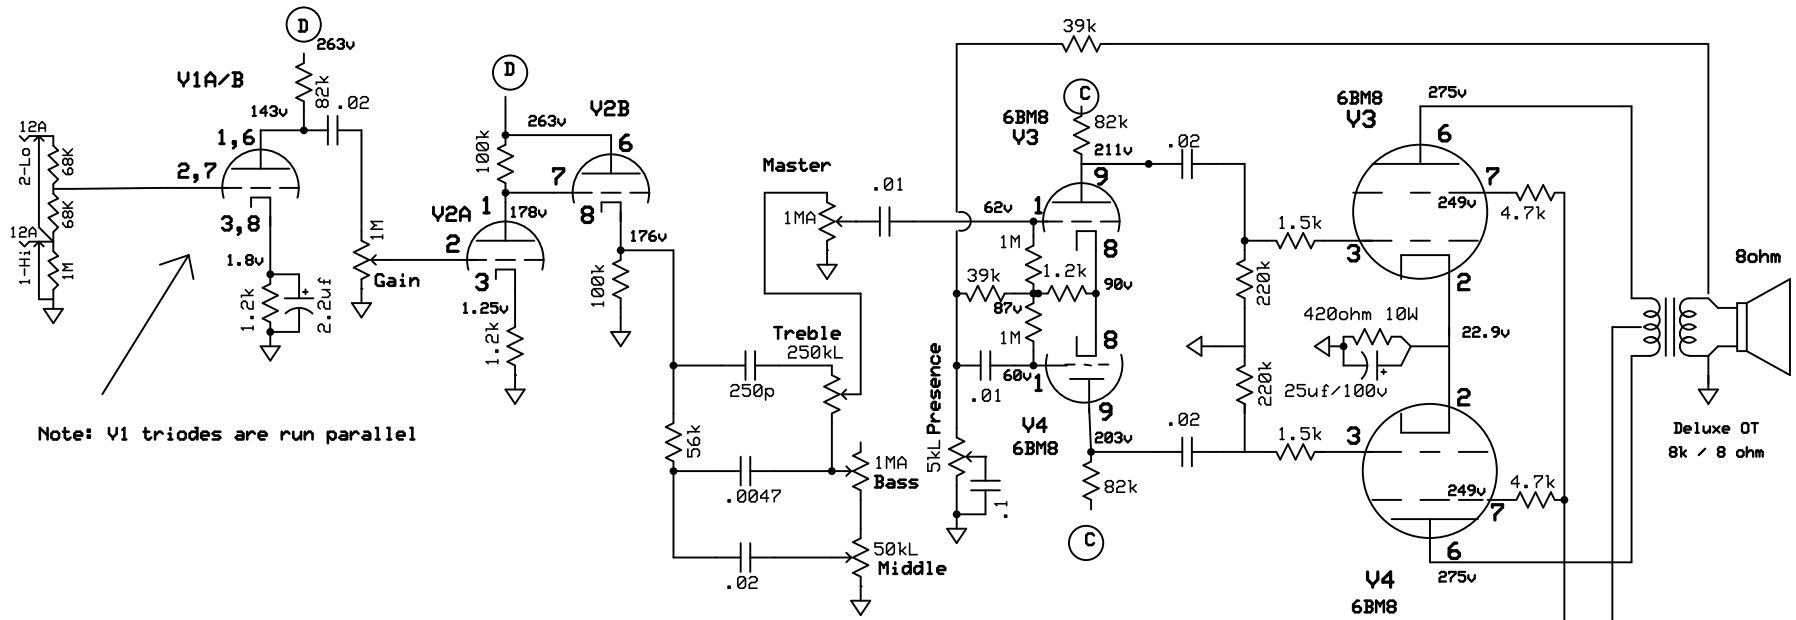 D
263v
V1A/B
82k
.02
143v
12A
1,6
2-Lo
68K
2,7
68K
3,8
12A
1-Hi
1M
1.8v
1.2k
2.2uf
1M
Gain
Note: V1 triodes are run parallel
D
263v
V2B
6
100k
7
1
178v
8
V2A
2
3
176v
1.25v
1.2k
100k
Master
1MA
.01
Treble
250kL
250p
56k
1MA
Bass
.0047
50kL
Middle
.02
39k
C
6BM8
V3
82k
211v
.02
9
62v
1
1M
8
39k
1.2k
90v
87v
1M
8
60v
1
.01
9
V4
6BM8
203v
.02
82k
C
5kL Presence
.1
1.5k
220k
220k
1.5k
6BM8
V3
275v
6
7
249v
4.7k
3
2
420ohm 10W
22.9v
25uf/100v
2
3
249v
4.7k
7
6
275v
V4
6BM8
8ohm
Deluxe OT
8k / 8 ohm